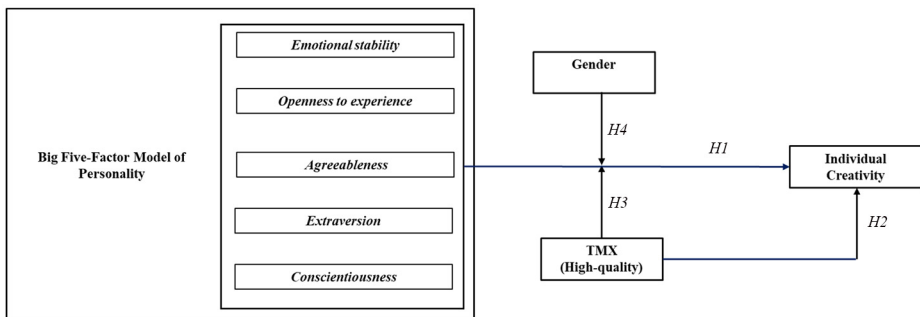 Big Five-Factor Model of
Personality
Emotional stability
Openness to experience
Agreeableness
Extraversion
Conscientiousness
Gender
H4
H1
H3
TMX
(High-quality)
Individual
Creativity
H2